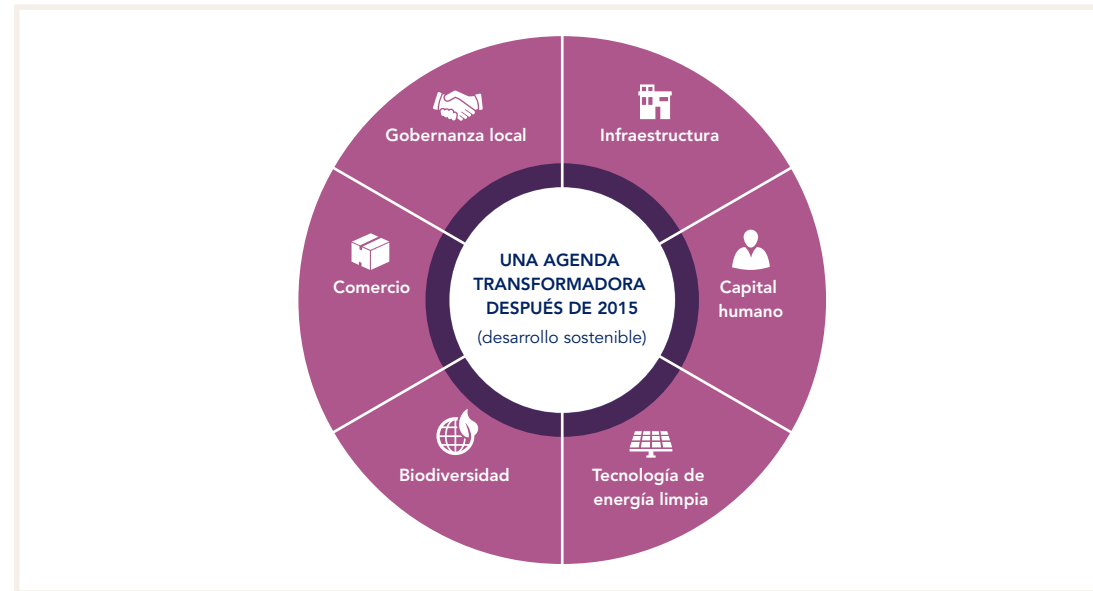 Gobernanza local
Infraestructura
Comercio
UNA AGENDA
TRANSFORMADORA
DESPUÉS DE 2015
(desarrollo sostenible)
Capital
humano
Biodiversidad
Tecnología de
energía limpia